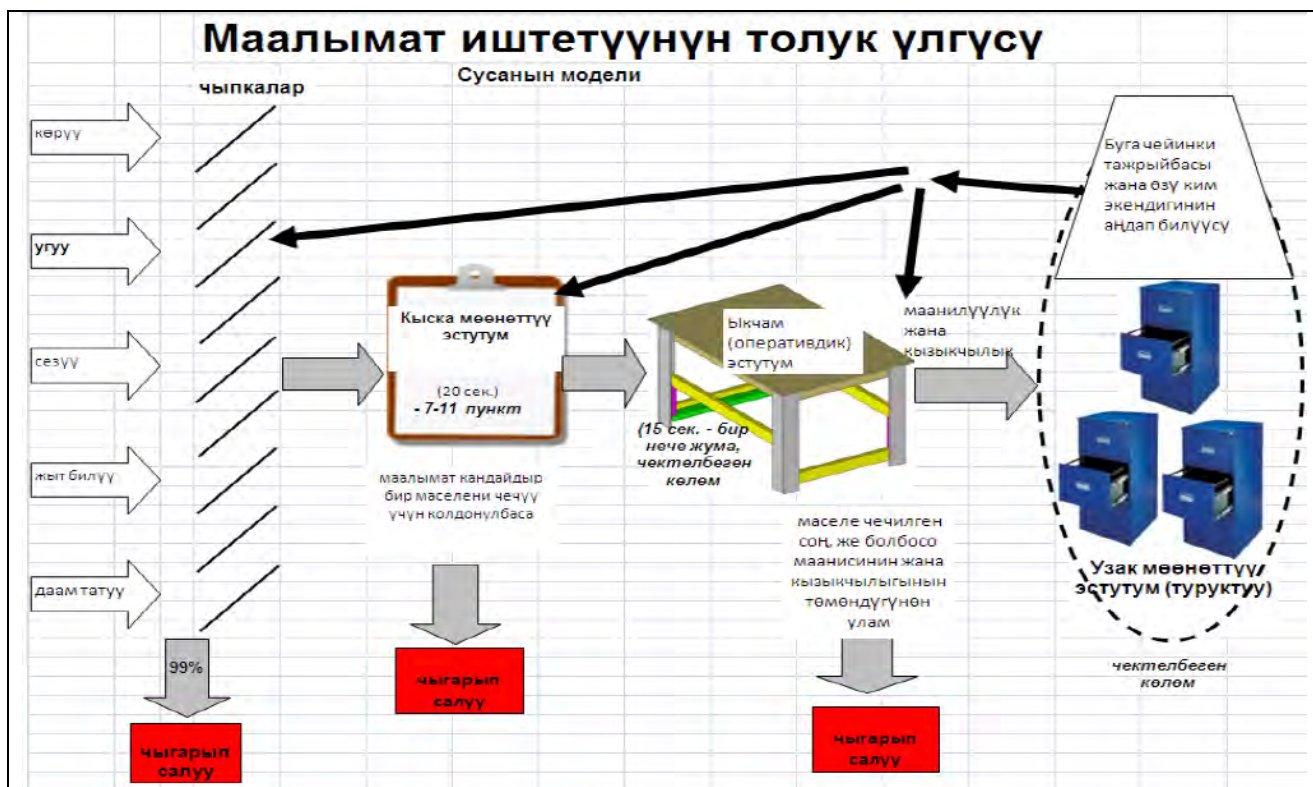 Маалымат иштетүүнүн толук үлгүсү
Сусанын модели
чыпкалар
көрүү
угуу
сезүү
жыт билүү
даам татуу
99%
чыгарып
салуу
Кыска мөөнөттүү
эстутум
(20 сек.)
- 7-11 пункт
маалымат кандайдыр
бир маселени чечүү
үчүн колдонулбаса
чыгарып
салуу
Ыкчам
(оперативдик)
эстутум
(15 сек. - бир
нече жума,
чектелбеген
көлөм
маселе чечилген
соң, же болбосо
маанисинин жана
кызыкчылыгынын
төмөндүгүнөн
улам
чыгарып
салуу
маанилүүлүк
жана
кызыкчылык
Буга чейинки
тажрыйбасы
жана өзү ким
экендигинин
аңдап билүүсү
Узак мөөнөттүү
эстутум (туруктуу)
чектелбеген
көлөм